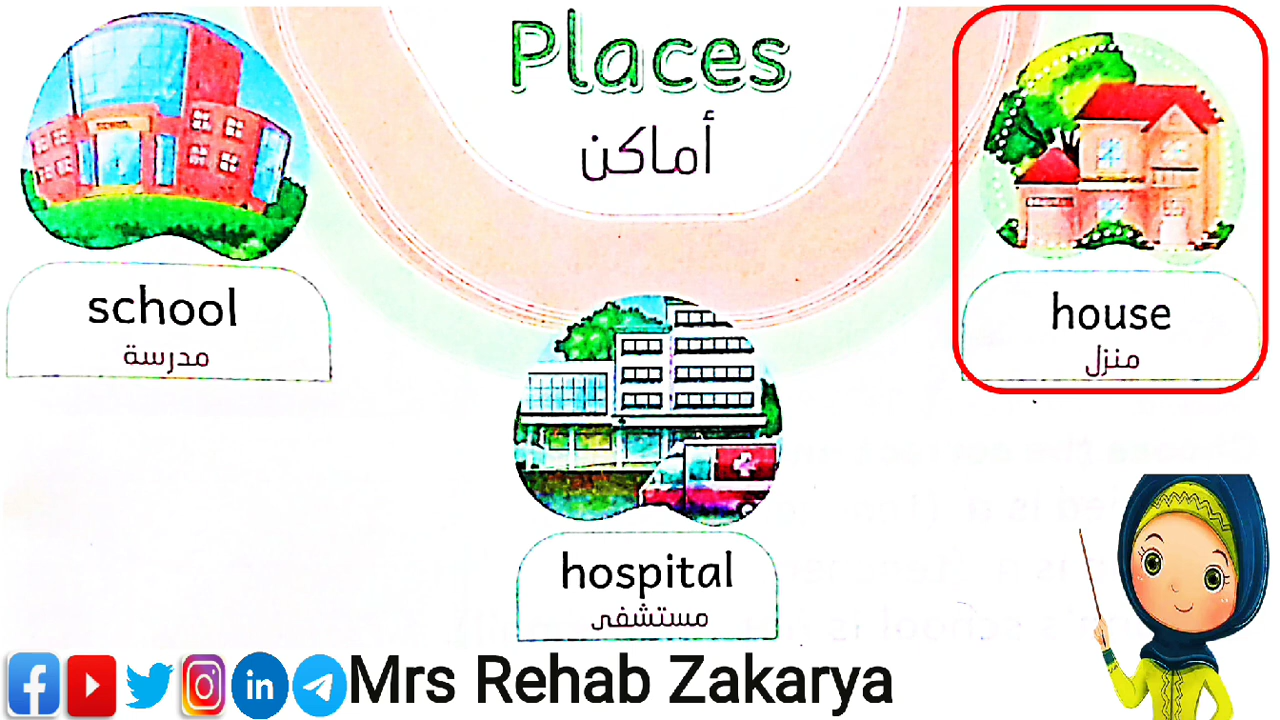 Places
أماكن
school
مدرسة
house
منزل
hospital
مستشفى
Mrs Rehab Zakarya